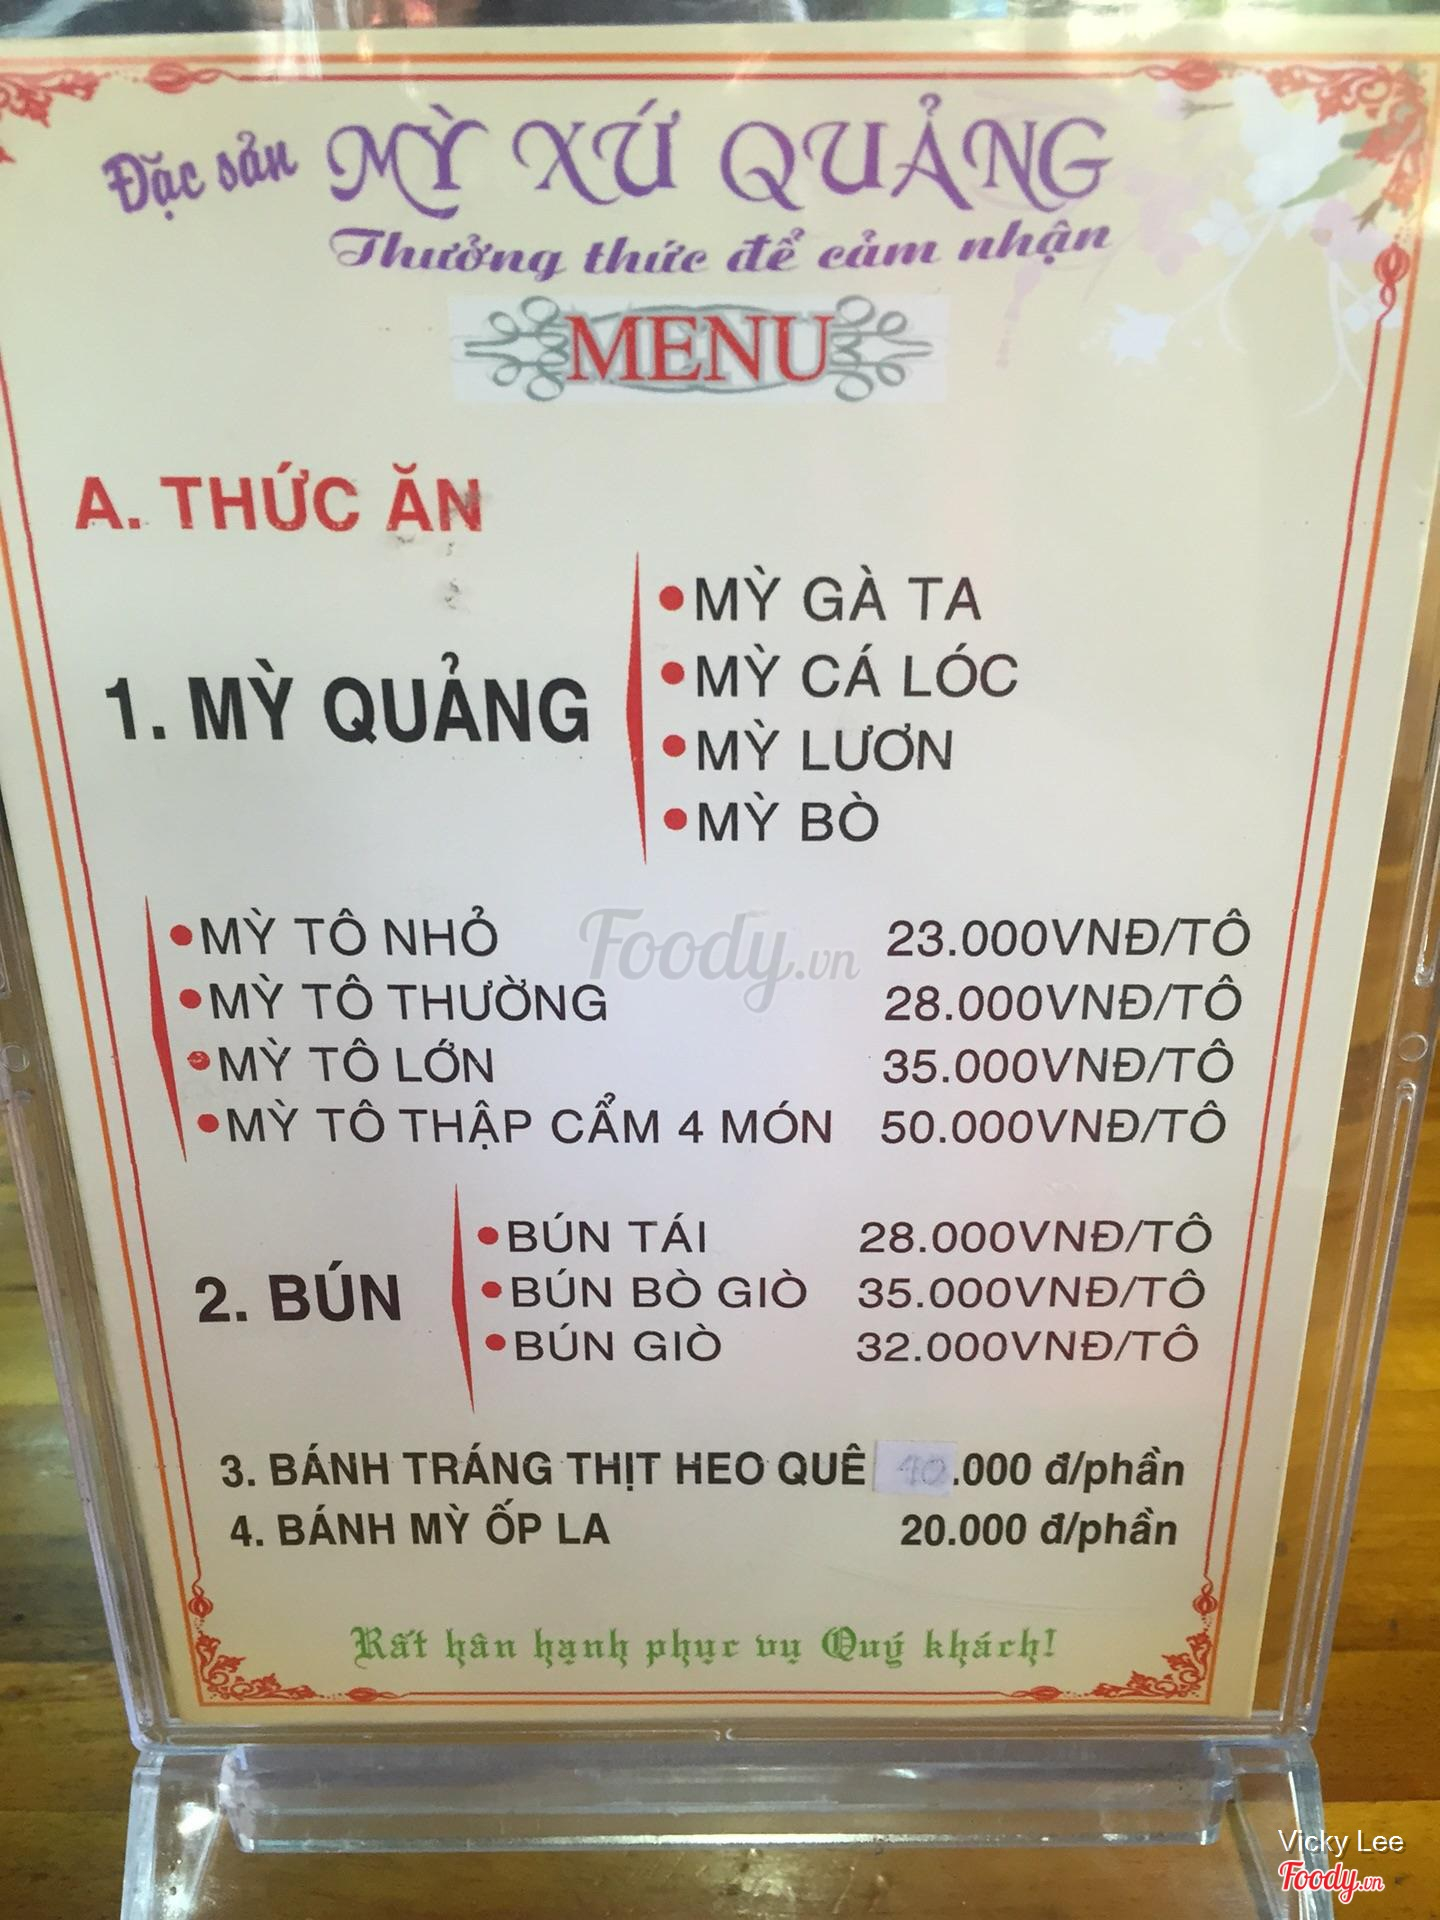 Đặc sản MỲ XỨ QUẢNG
Thưởng thức để cảm nhận
MENU
A. THỨC ĂN
1. MỲ QUẢNG
•MỲ GÀ TA
•MỲ CÁ LÓC
•MỲ LƯƠN
•MỲ BÒ
•MỲ TÔ NHỎ 23.000VNĐ/TÔ
•MỲ TÔ THƯỜNG 28.000VNĐ/TÔ
•MỲ TÔ LỚN 35.000VNĐ/TÔ
•MỲ TÔ THẬP CẨM 4 MÓN 50.000VNĐ/TÔ
2. BÚN
•BÚN TÁI 28.000VNĐ/TÔ
•BÚN BÒ GIÒ 35.000VNĐ/TÔ
•BÚN GIÒ 32.000VNĐ/TÔ
3. BÁNH TRÁNG THỊT HEO QUÊ .000 đ/phần
4. BÁNH MỲ ỐP LA 20.000 đ/phần
Rất hân hạnh phục vụ Quý khách!
Foody.vn
Vicky Lee
Foody.vn